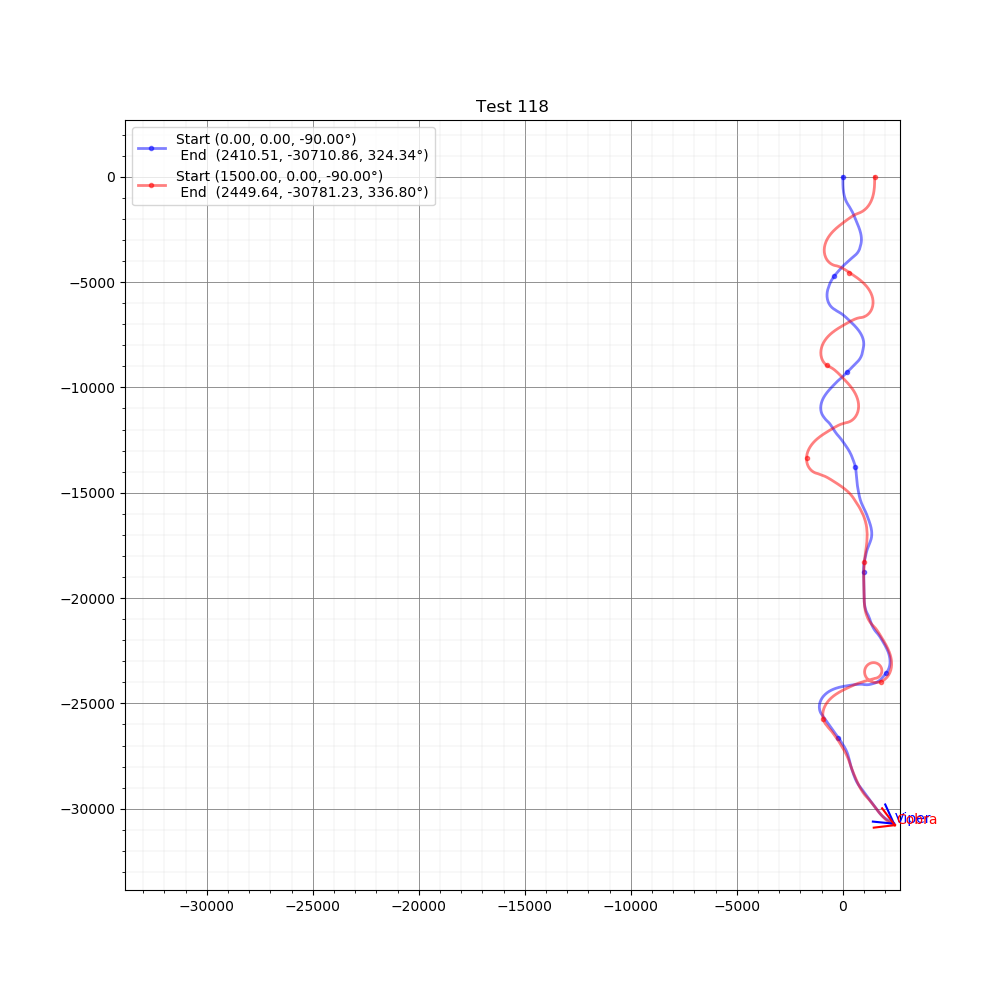 Test 118
Start (0.00, 0.00, -90.00°)
End (2410.51, -30710.86, 324.34°)
Start (1500.00, 0.00, -90.00°)
End (2449.64, -30781.23, 336.80°)
0
−5000
−10000
−15000
−20000
−25000
−30000
Viper
Cobra
−30000 −25000 −20000 −15000 −10000 −5000 0